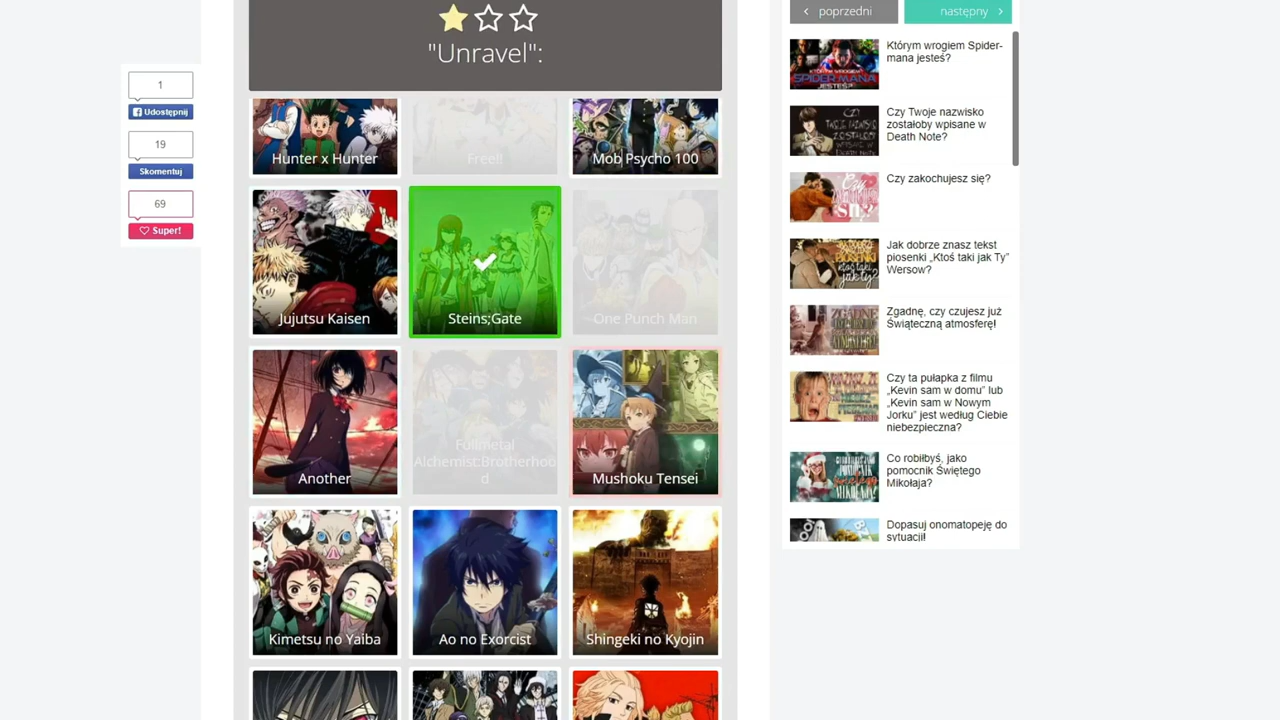 "Unravel":
1
Udostępnij
19
Skomentuj
69
Super!
Hunter x Hunter
Free!!
Mob Psycho 100
Jujutsu Kaisen
Steins;Gate
One Punch Man
Another
Fullmetal
Alchemist:Brotherhoo
d
Mushoku Tensei
Kimetsu no Yaiba
Ao no Exorcist
Shingeki no Kyojin
poprzedni
następny
Którym wrogiem Spider-
mana jesteś?
Czy Twoje nazwisko
zostałoby wpisane w
Death Note?
Czy zakochujesz się?
Jak dobrze znasz tekst
piosenki „Ktoś taki jak Ty”
Wersow?
Zgadnę, czy czujesz już
Świąteczną atmosferę!
Czy ta pułapka z filmu
„Kevin sam w domu” lub
„Kevin sam w Nowym
Jorku” jest według Ciebie
niebezpieczna?
Co robiłbyś, jako
pomocnik Świętego
Mikołaja?
Dopasuj onomatopeję do
sytuacji!